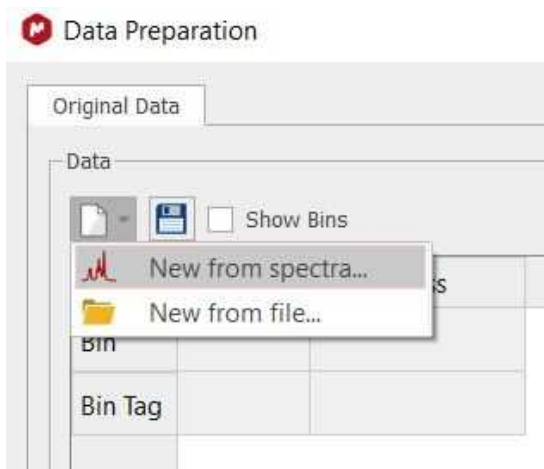 Data Preparation
Original Data
Data
Show Bins
New from spectra...
New from file...
Bin
Bin Tag